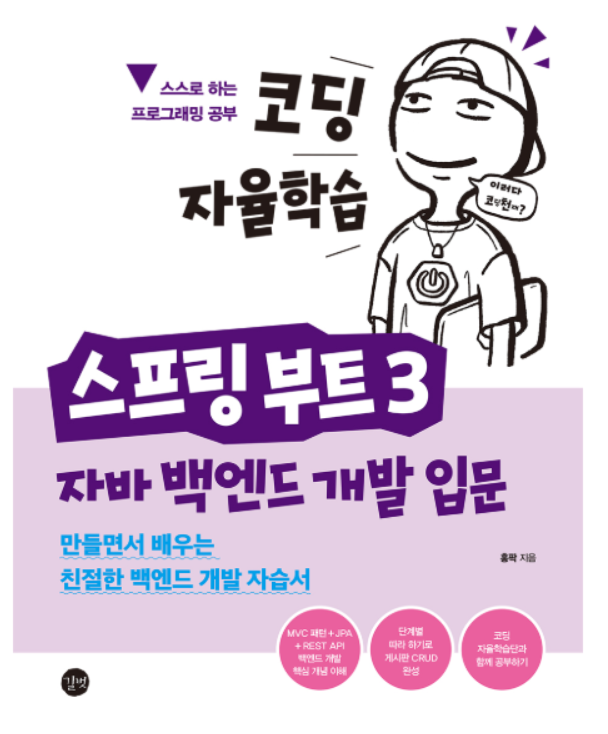 스스로 하는
프로그래밍 공부
코딩
자율학습
이러다
코딩천재?
스프링 부트 3
자바 백엔드 개발 입문
만들면서 배우는
친절한 백엔드 개발 자습서
홍팍 지음
MVC 패턴+JPA
+REST API
백엔드 개발
핵심 개념 이해
단계별
따라 하기로
게시판 CRUD
완성
코딩
자율학습단과
함께 공부하기
길벗